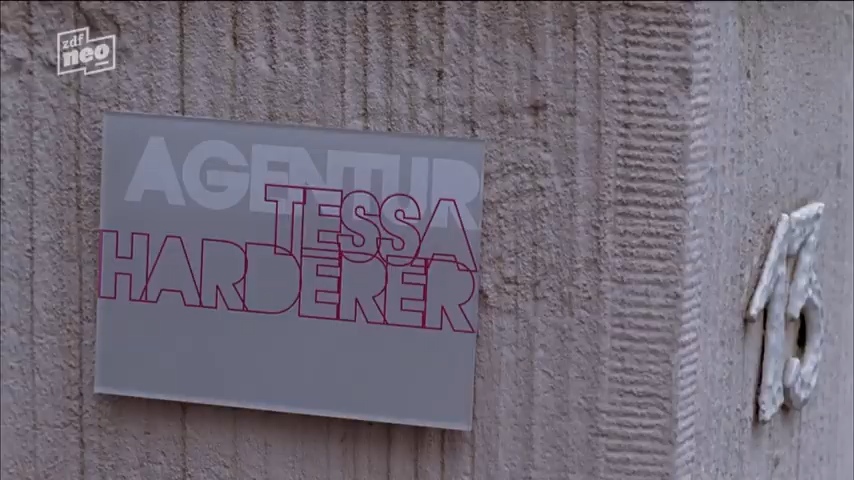 zdf
neo
AGENTUR
TESSA
HARDERER
15